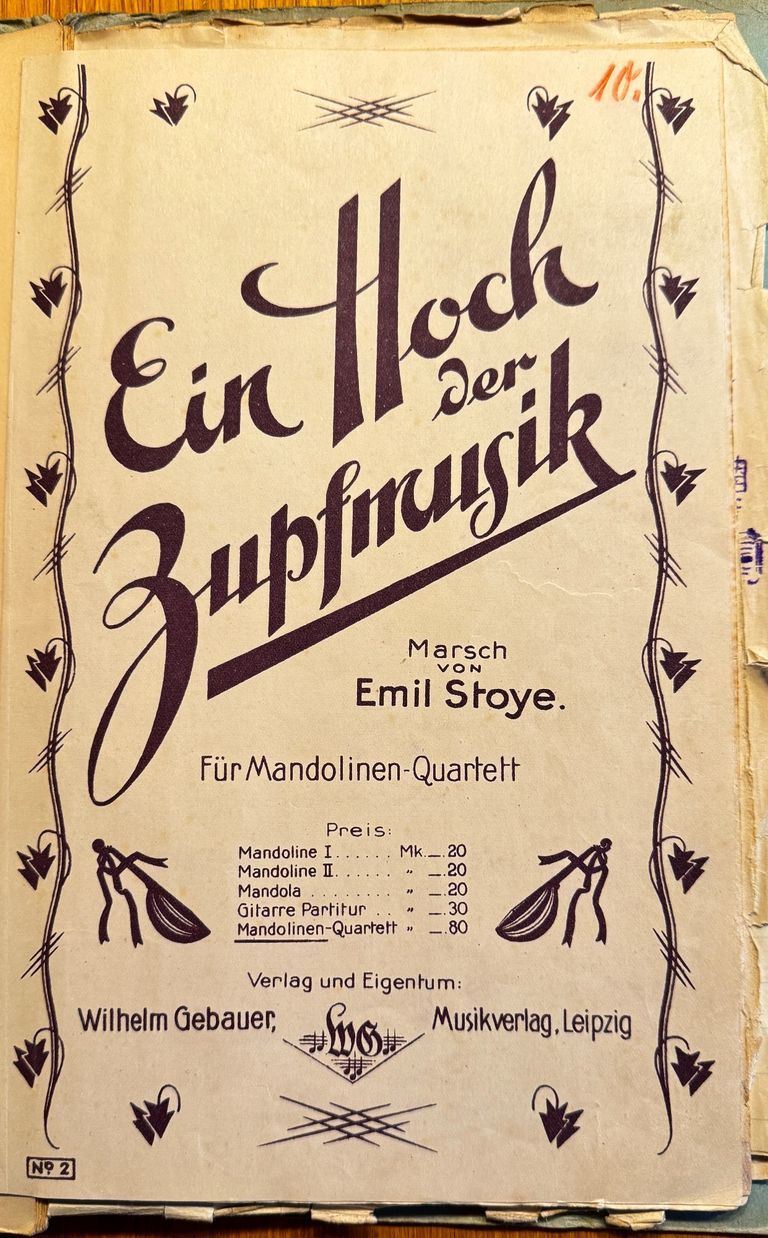 10.
Ein Hoch
der
Zupfmusik
Marsch
VON
Emil Stoye.
Für Mandolinen-Quartett
Preis:
Mandoline I...... Mk._.20
Mandoline II...... " _.20
Mandola ........ " _.20
Gitarre Partitur .. " _.30
Mandolinen-Quartett " _.80
Verlag und Eigentum:
Wilhelm Gebauer, WG Musikverlag, Leipzig
No 2